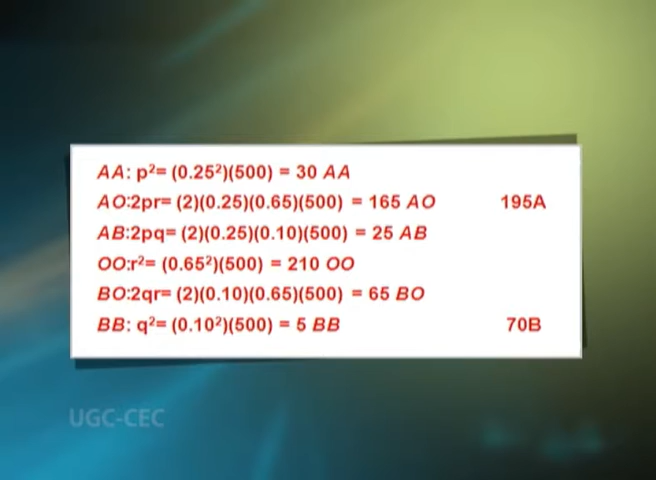 AA: p²= (0.25²)(500) = 30 AA
AO:2pr= (2)(0.25)(0.65)(500) = 165 AO 195A
AB:2pq= (2)(0.25)(0.10)(500) = 25 AB
OO:r²= (0.65²)(500) = 210 OO
BO:2qr= (2)(0.10)(0.65)(500) = 65 BO
BB: q²= (0.10²)(500) = 5 BB 70B
UGC-CEC